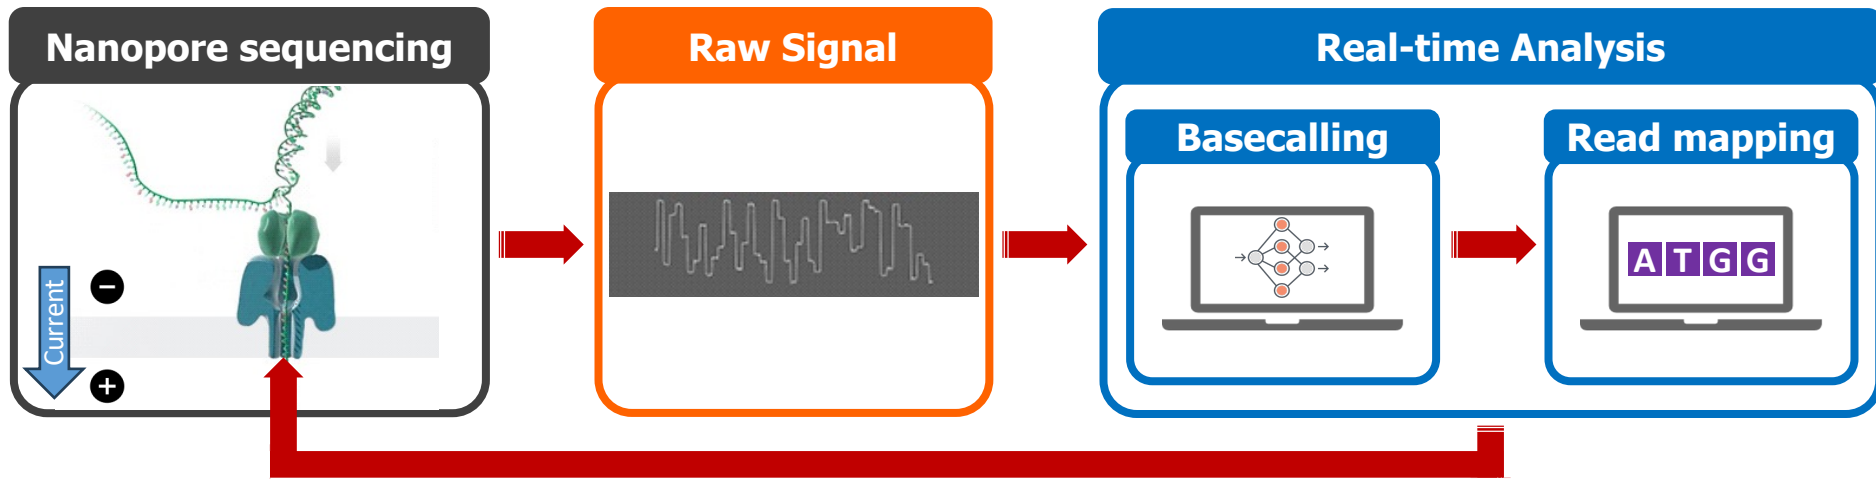 Nanopore sequencing
Raw Signal
Real-time Analysis
Basecalling
Read mapping
A T G G
−
Current
+